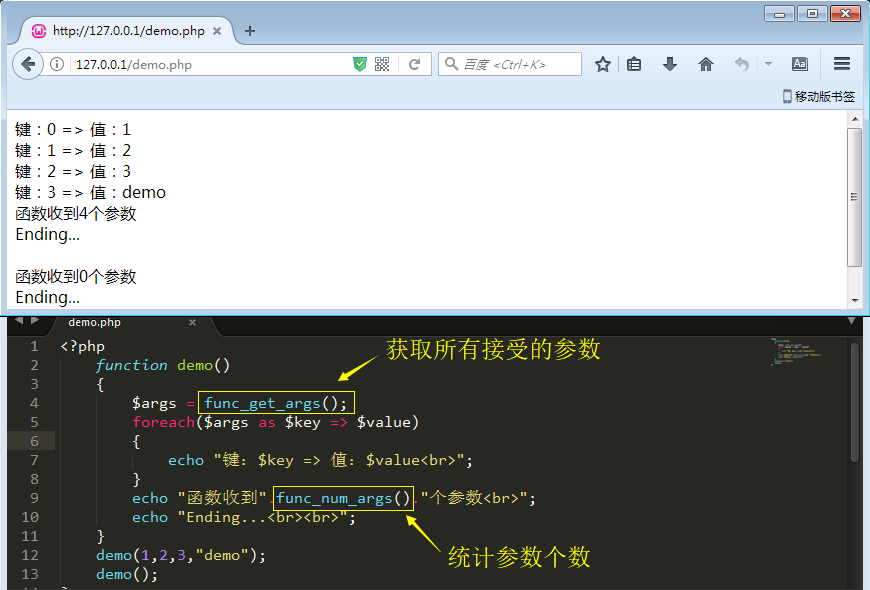 http://127.0.0.1/demo.php
127.0.0.1/demo.php
百度 <Ctrl+K>
移动版书签
键：0 => 值：1
键：1 => 值：2
键：2 => 值：3
键：3 => 值：demo
函数收到4个参数
Ending...
函数收到0个参数
Ending...
demo.php
获取所有接受的参数
1 <?php
2 function demo()
3 {
4 $args = func_get_args();
5 foreach($args as $key => $value)
6 {
7 echo "键：$key => 值：$value<br>";
8 }
9 echo "函数收到".func_num_args()."个参数<br>";
10 echo "Ending...<br><br>";
11 }
12 demo(1,2,3,"demo");
13 demo();
统计参数个数